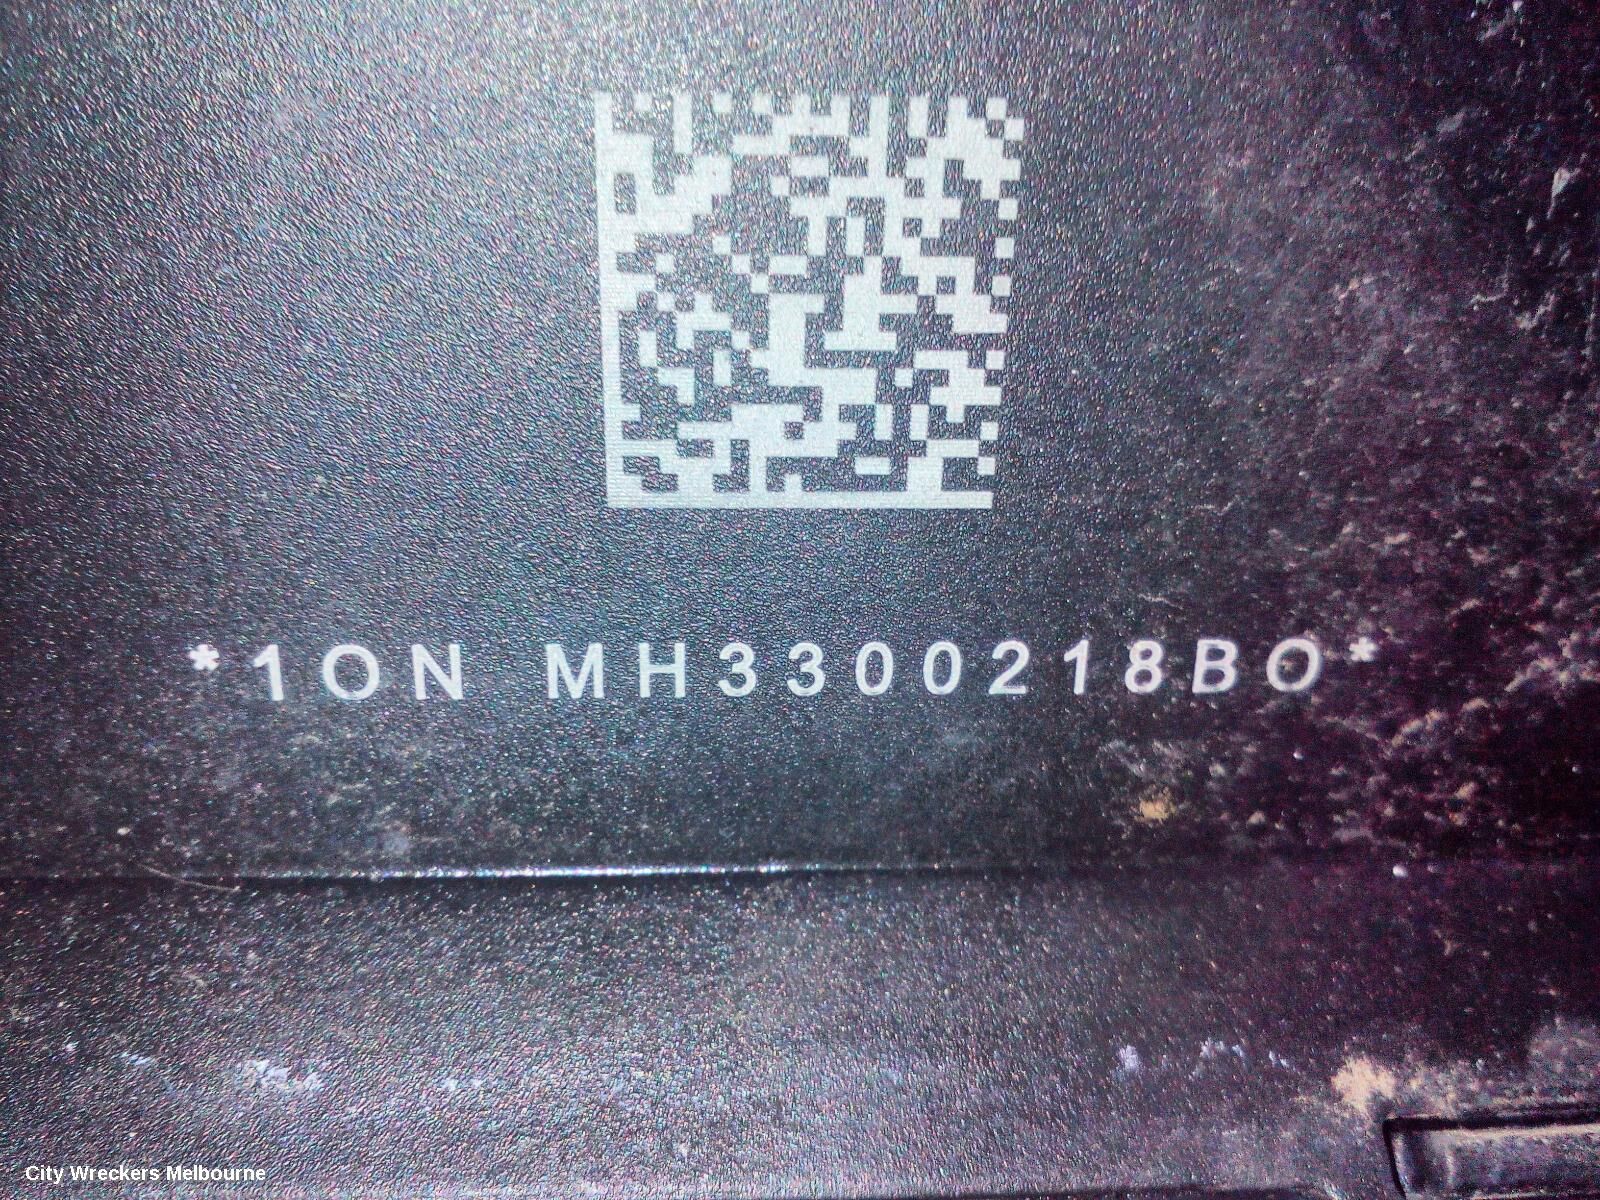 *1ON MH3300218BO*
City Wreckers Melbourne